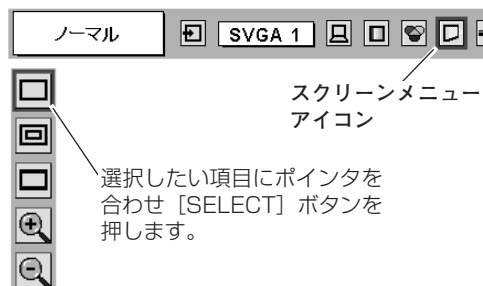 ノーマル
SVGA 1
スクリーンメニュー
アイコン
選択したい項目にポインタを
合わせ［SELECT］ボタンを
押します。